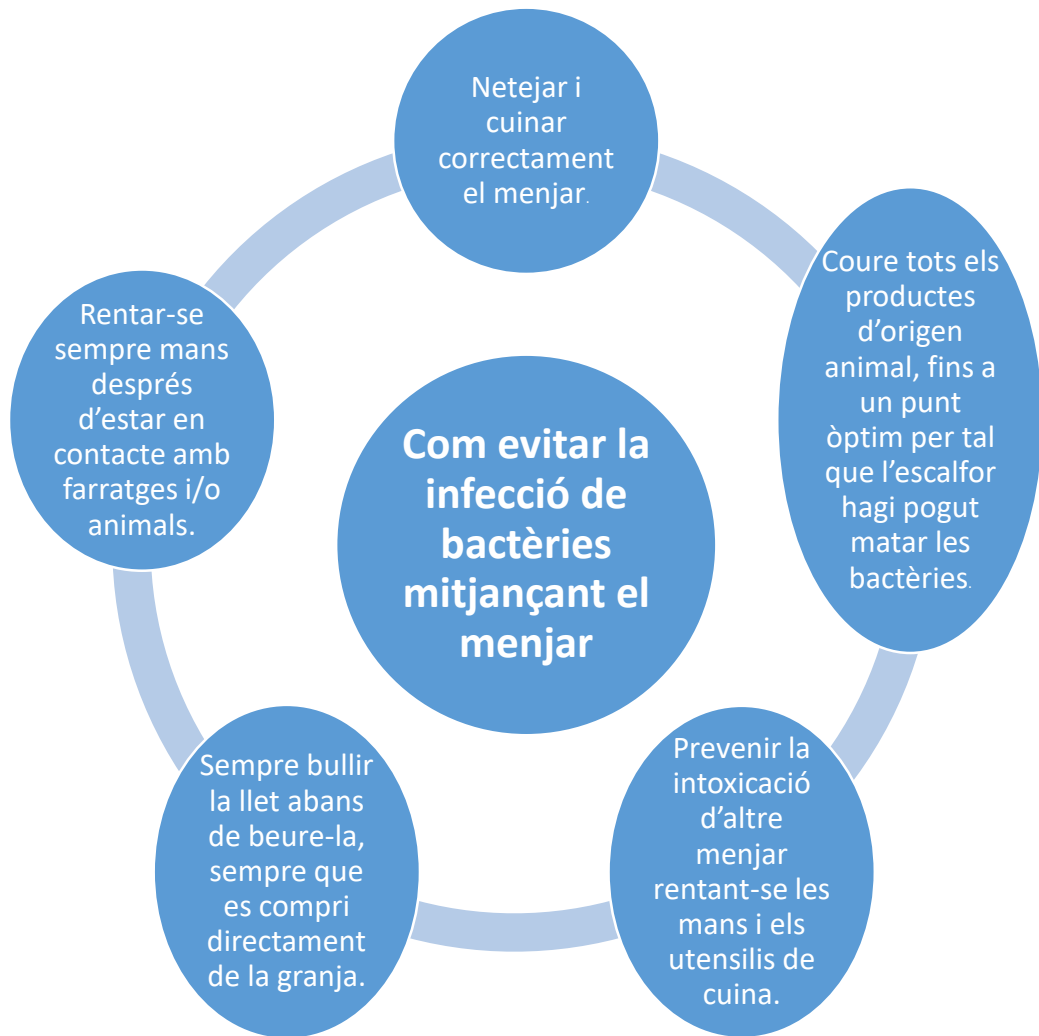 Netejar i
cuinar
correctament
el menjar.
Coure tots els
productes
d'origen
animal, fins a
un punt
òptim per tal
que l'escalfor
hagi pogut
matar les
bactèries.
Prevenir la
intoxicació
d'altre
menjar
rentant-se les
mans i els
utensilis de
cuina.
Sempre bullir
la llet abans
de beure-la,
sempre que
es compri
directament
de la granja.
Rentar-se
sempre mans
després
d'estar en
contacte amb
farratges i/o
animals.
Com evitar la
infecció de
bactèries
mitjançant el
menjar